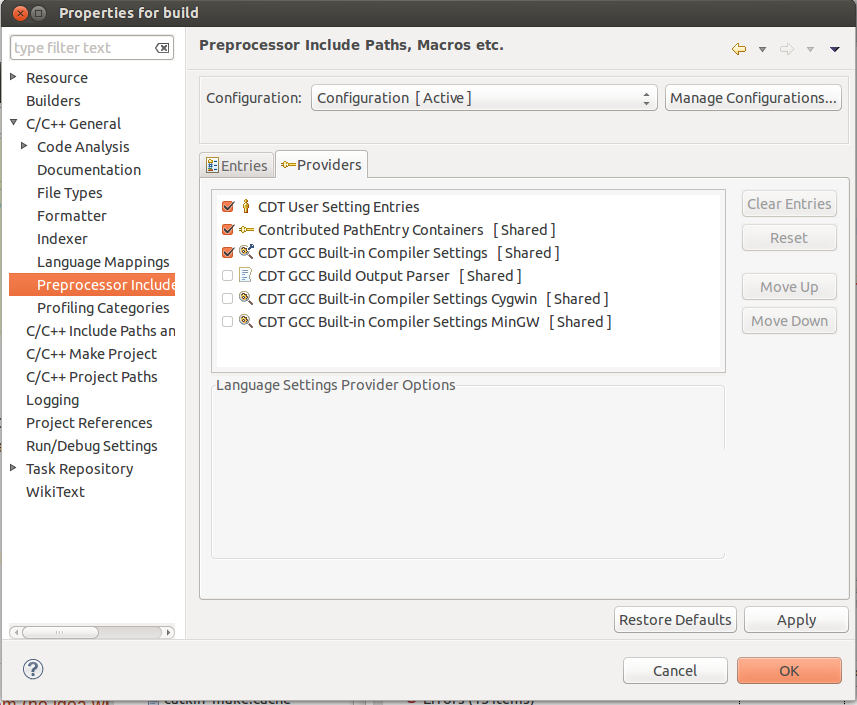 Properties for build
type filter text
Resource
Builders
C/C++ General
Code Analysis
Documentation
File Types
Formatter
Indexer
Language Mappings
Preprocessor Include
Profiling Categories
C/C++ Include Paths an
C/C++ Make Project
C/C++ Project Paths
Logging
Project References
Run/Debug Settings
Task Repository
WikiText
Preprocessor Include Paths, Macros etc.
Configuration: Configuration [ Active ] Manage Configurations...
Entries Providers
CDT User Setting Entries
Contributed PathEntry Containers [ Shared ]
CDT GCC Built-in Compiler Settings [ Shared ]
CDT GCC Build Output Parser [ Shared ]
CDT GCC Built-in Compiler Settings Cygwin [ Shared ]
CDT GCC Built-in Compiler Settings MinGW [ Shared ]
Clear Entries
Reset
Move Up
Move Down
Language Settings Provider Options
Restore Defaults Apply
? Cancel OK